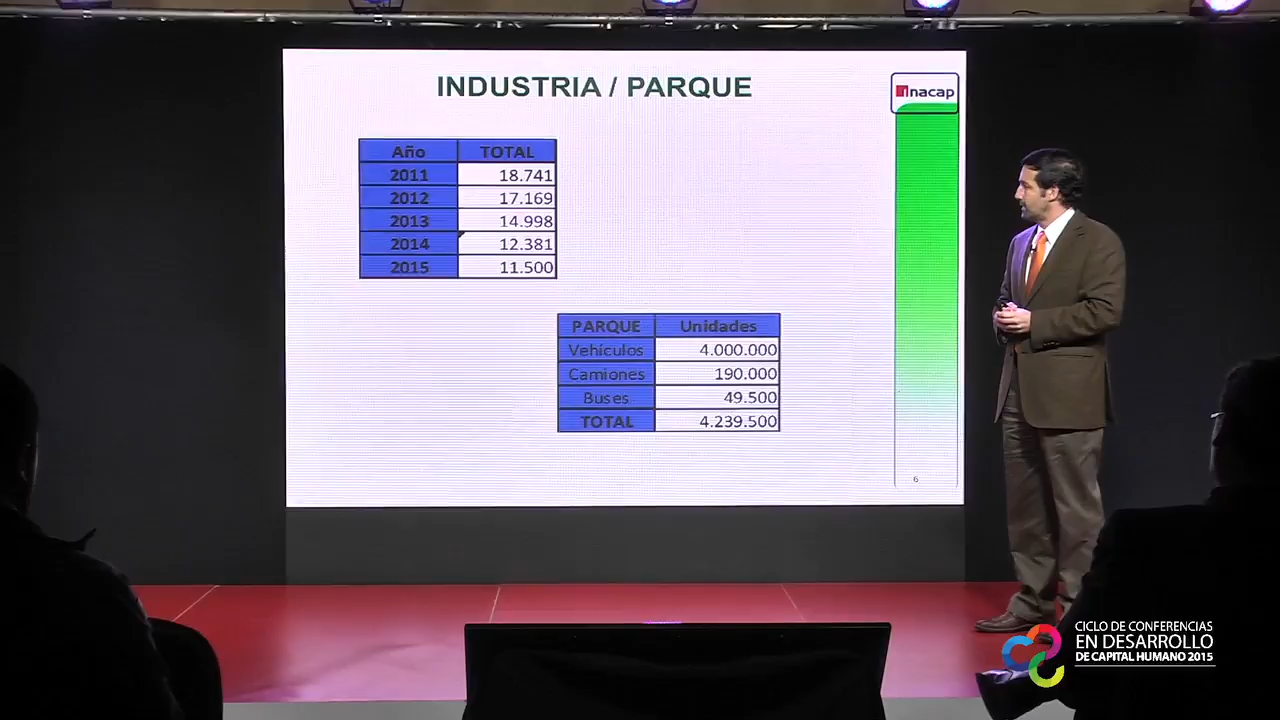 INDUSTRIA / PARQUE
inacap
Año TOTAL
2011 18.741
2012 17.169
2013 14.998
2014 12.381
2015 11.500
PARQUE Unidades
Vehículos 4.000.000
Camiones 190.000
Buses 49.500
TOTAL 4.239.500
6
CICLO DE CONFERENCIAS
EN DESARROLLO
DE CAPITAL HUMANO 2015